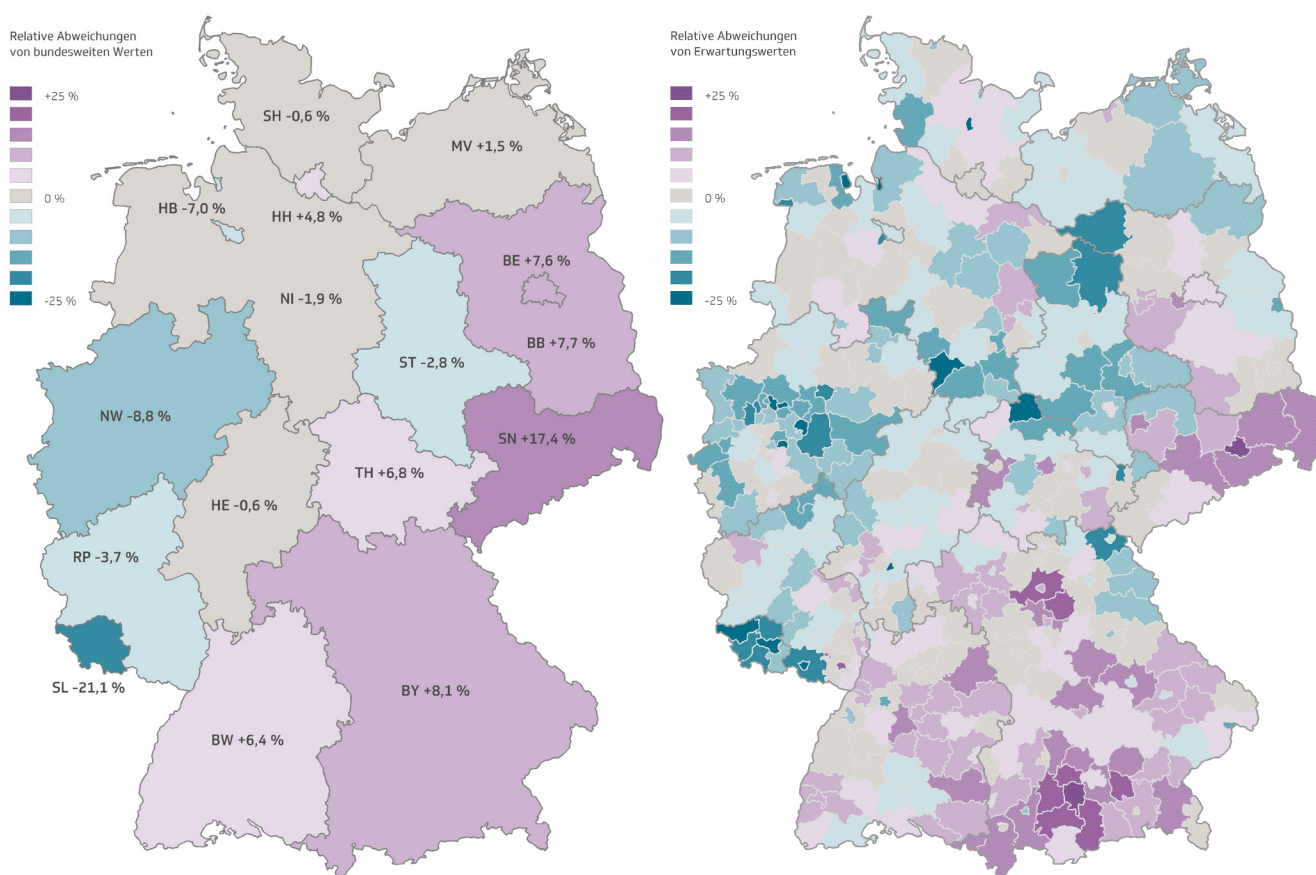 Relative Abweichungen
von bundesweiten Werten
+25 %
0 %
-25 %
SH -0,6 %
MV +1,5 %
HB -7,0 %
HH +4,8 %
BE +7,6 %
NI -1,9 %
BB +7,7 %
ST -2,8 %
NW -8,8 %
SN +17,4 %
TH +6,8 %
HE -0,6 %
RP -3,7 %
SL -21,1 %
BY +8,1 %
BW +6,4 %
Relative Abweichungen
von Erwartungswerten
+25 %
0 %
-25 %